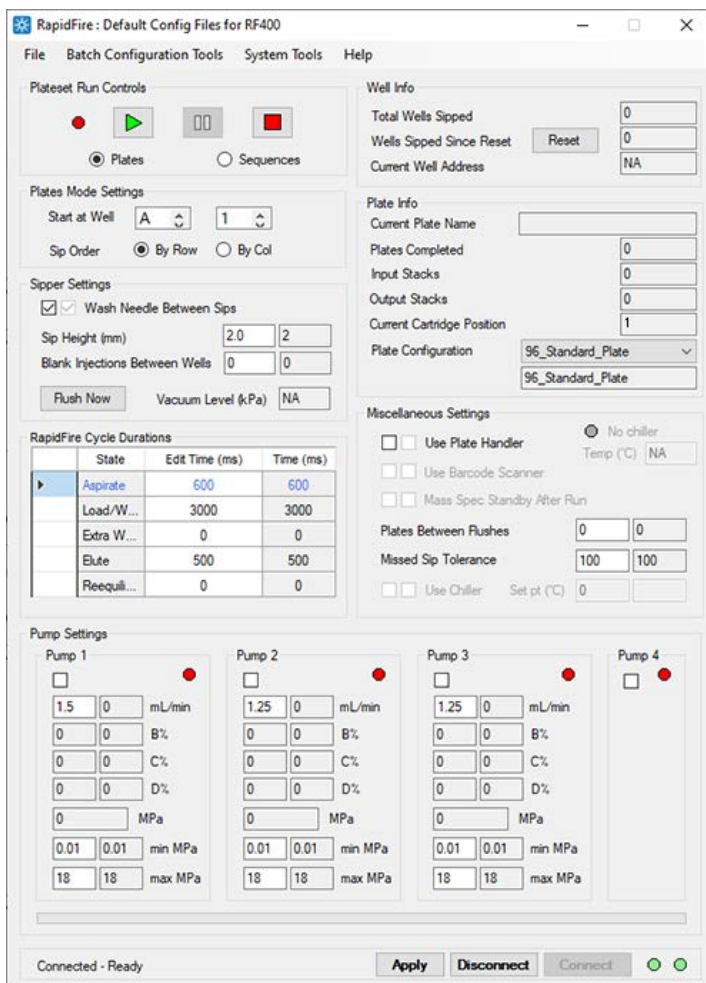 RapidFire : Default Config Files for RF400
File Batch Configuration Tools System Tools Help
Plateset Run Controls
Plates Sequences
Plates Mode Settings
Start at Well A 1
Sip Order By Row By Col
Sipper Settings
Wash Needle Between Sips
Sip Height (mm) 2.0 2
Blank Injections Between Wells 0 0
Flush Now Vacuum Level (kPa) NA
RapidFire Cycle Durations
State Edit Time (ms) Time (ms)
Aspirate 600 600
Load/W... 3000 3000
Extra W... 0 0
Elute 500 500
Reequili... 0 0
Well Info
Total Wells Sipped 0
Wells Sipped Since Reset Reset 0
Current Well Address NA
Plate Info
Current Plate Name
Plates Completed 0
Input Stacks 0
Output Stacks 0
Current Cartridge Position 1
Plate Configuration 96_Standard_Plate
96_Standard_Plate
Miscellaneous Settings
No chiller
Use Plate Handler Temp (°C) NA
Use Barcode Scanner
Mass Spec Standby After Run
Plates Between Flushes 0 0
Missed Sip Tolerance 100 100
Use Chiller Set pt (°C) 0
Pump Settings
Pump 1
1.5 0 mL/min
0 0 B%
0 0 C%
0 0 D%
0 MPa
0.01 0.01 min MPa
18 18 max MPa
Pump 2
1.25 0 mL/min
0 0 B%
0 0 C%
0 0 D%
0 MPa
0.01 0.01 min MPa
18 18 max MPa
Pump 3
1.25 0 mL/min
0 0 B%
0 0 C%
0 0 D%
0 MPa
0.01 0.01 min MPa
18 18 max MPa
Pump 4
Connected - Ready Apply Disconnect Connect